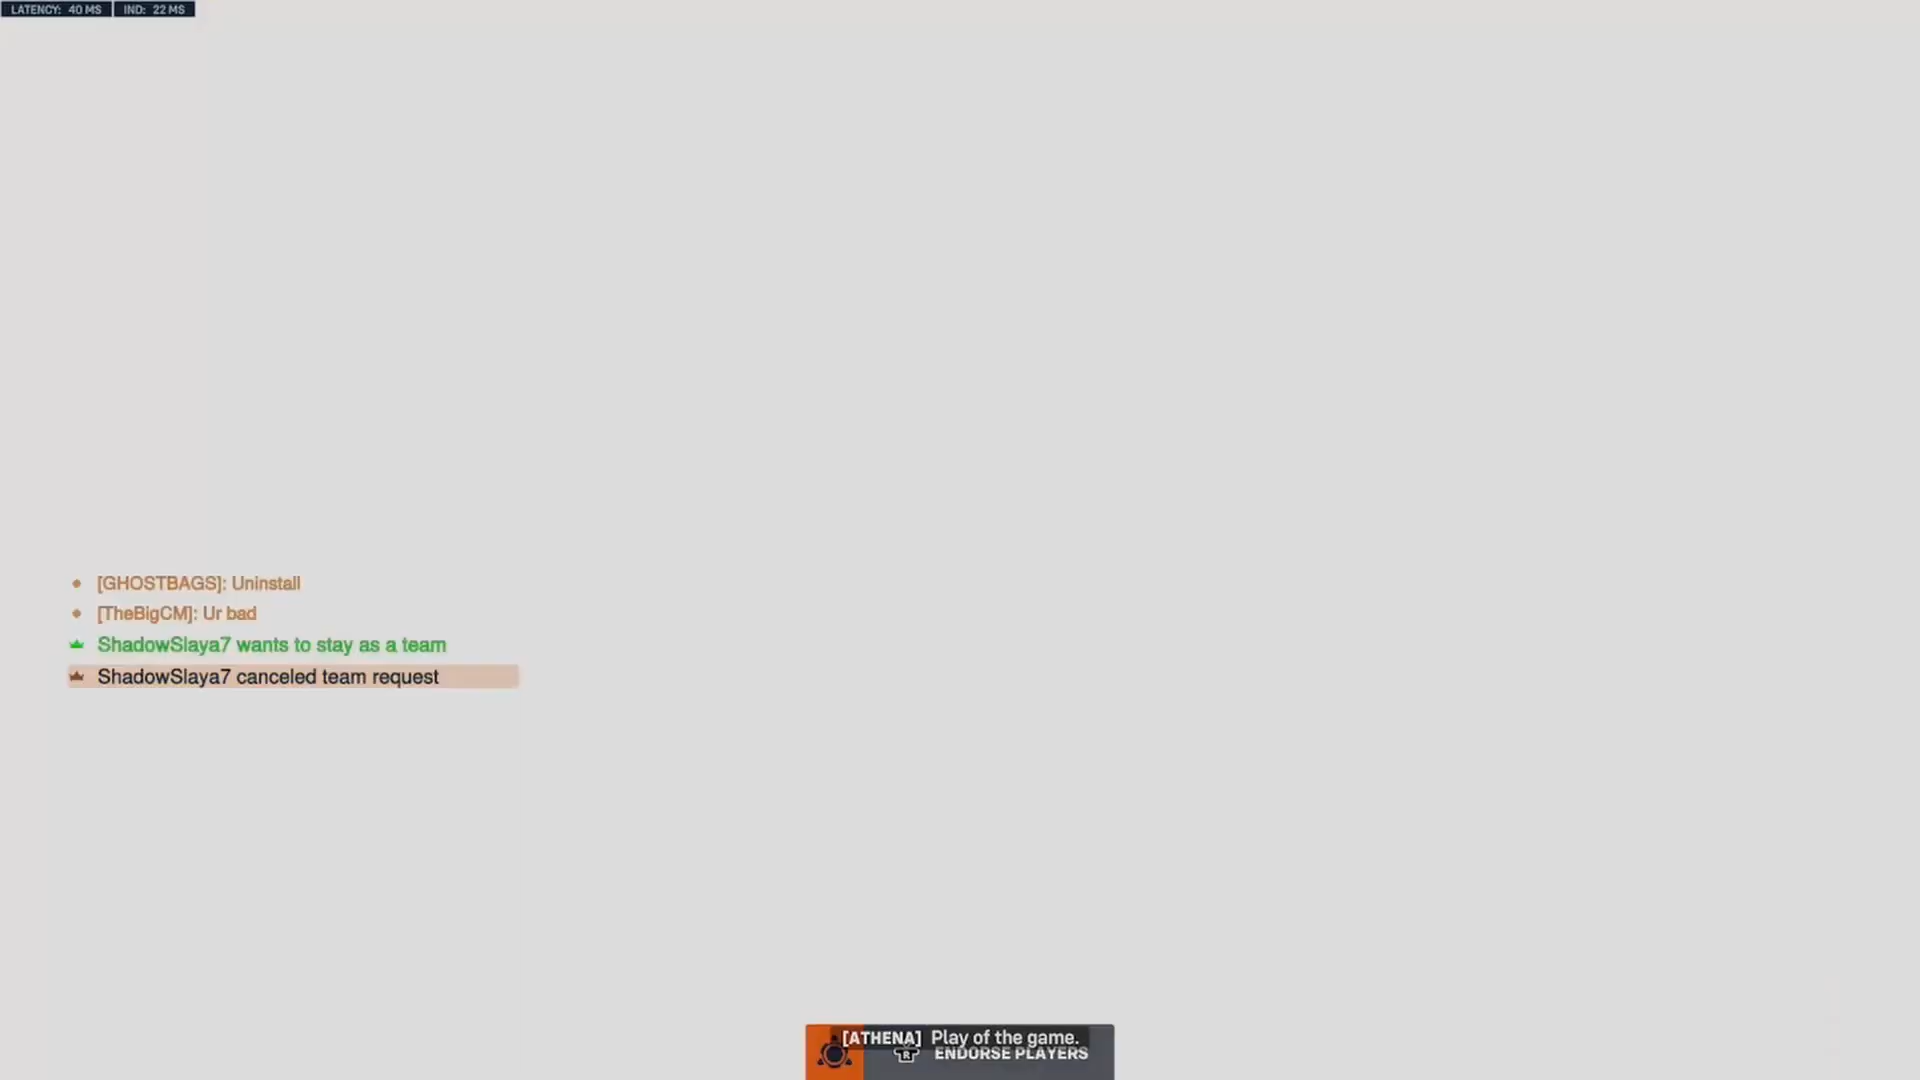 LATENCY: 40 MS IND: 22 MS
[GHOSTBAGS]: Uninstall
[TheBigCM]: Ur bad
ShadowSlaya7 wants to stay as a team
ShadowSlaya7 canceled team request
[ATHENA] Play of the game.
R ENDORSE PLAYERS